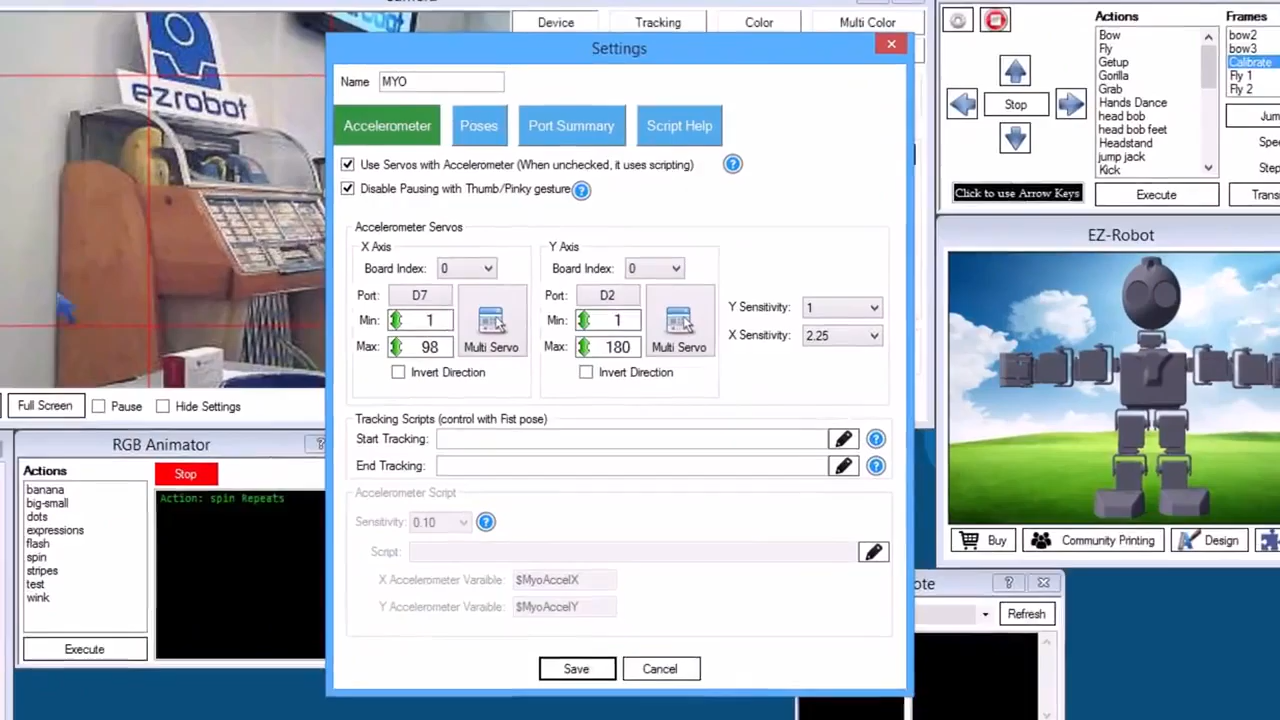 Device
Tracking
Color
Multi Color
ezrobot
Full Screen
Pause
Hide Settings
RGB Animator
?
Actions
banana
big-small
dots
expressions
flash
spin
stripes
test
wink
Execute
Stop
Action: spin Repeats
Settings
Name
MYO
Accelerometer
Poses
Port Summary
Script Help
Use Servos with Accelerometer (When unchecked, it uses scripting)
?
Disable Pausing with Thumb/Pinky gesture
?
Accelerometer Servos
X Axis
Board Index: 0
Port: D7
Min: 1
Max: 98
Multi Servo
Invert Direction
Y Axis
Board Index: 0
Port: D2
Min: 1
Max: 180
Multi Servo
Invert Direction
Y Sensitivity: 1
X Sensitivity: 2.25
Tracking Scripts (control with Fist pose)
Start Tracking:
?
End Tracking:
?
Accelerometer Script
Sensitivity: 0.10
?
Script:
X Accelerometer Varaible: $MyoAccelX
Y Accelerometer Varaible: $MyoAccelY
Save
Cancel
Stop
Click to use Arrow Keys
Actions
Bow
Fly
Getup
Gorilla
Grab
Hands Dance
head bob
head bob feet
Headstand
jump jack
Kick
Execute
Frames
bow2
bow3
Calibrate
Fly 1
Fly 2
EZ-Robot
Buy
Community Printing
Design
?
Refresh